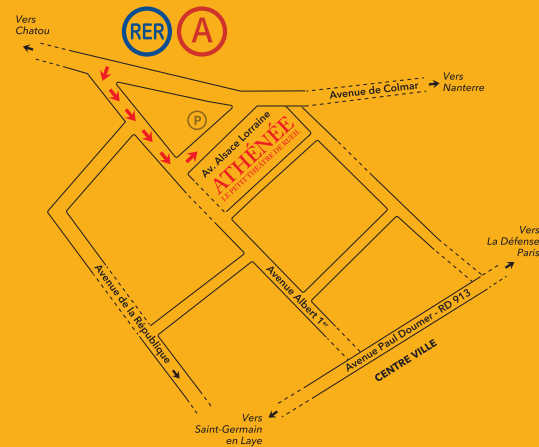 Vers
Chatou
RER
A
Avenue de Colmar
Vers
Nanterre
P
Av. Alsace Lorraine
ATHÉNÉE
LE PETIT THÉÂTRE DE RUEIL
Vers
La Défense
Paris
Avenue de la République
Avenue Albert 1er
Avenue Paul Doumer - RD 913
CENTRE VILLE
Vers
Saint-Germain
en Laye